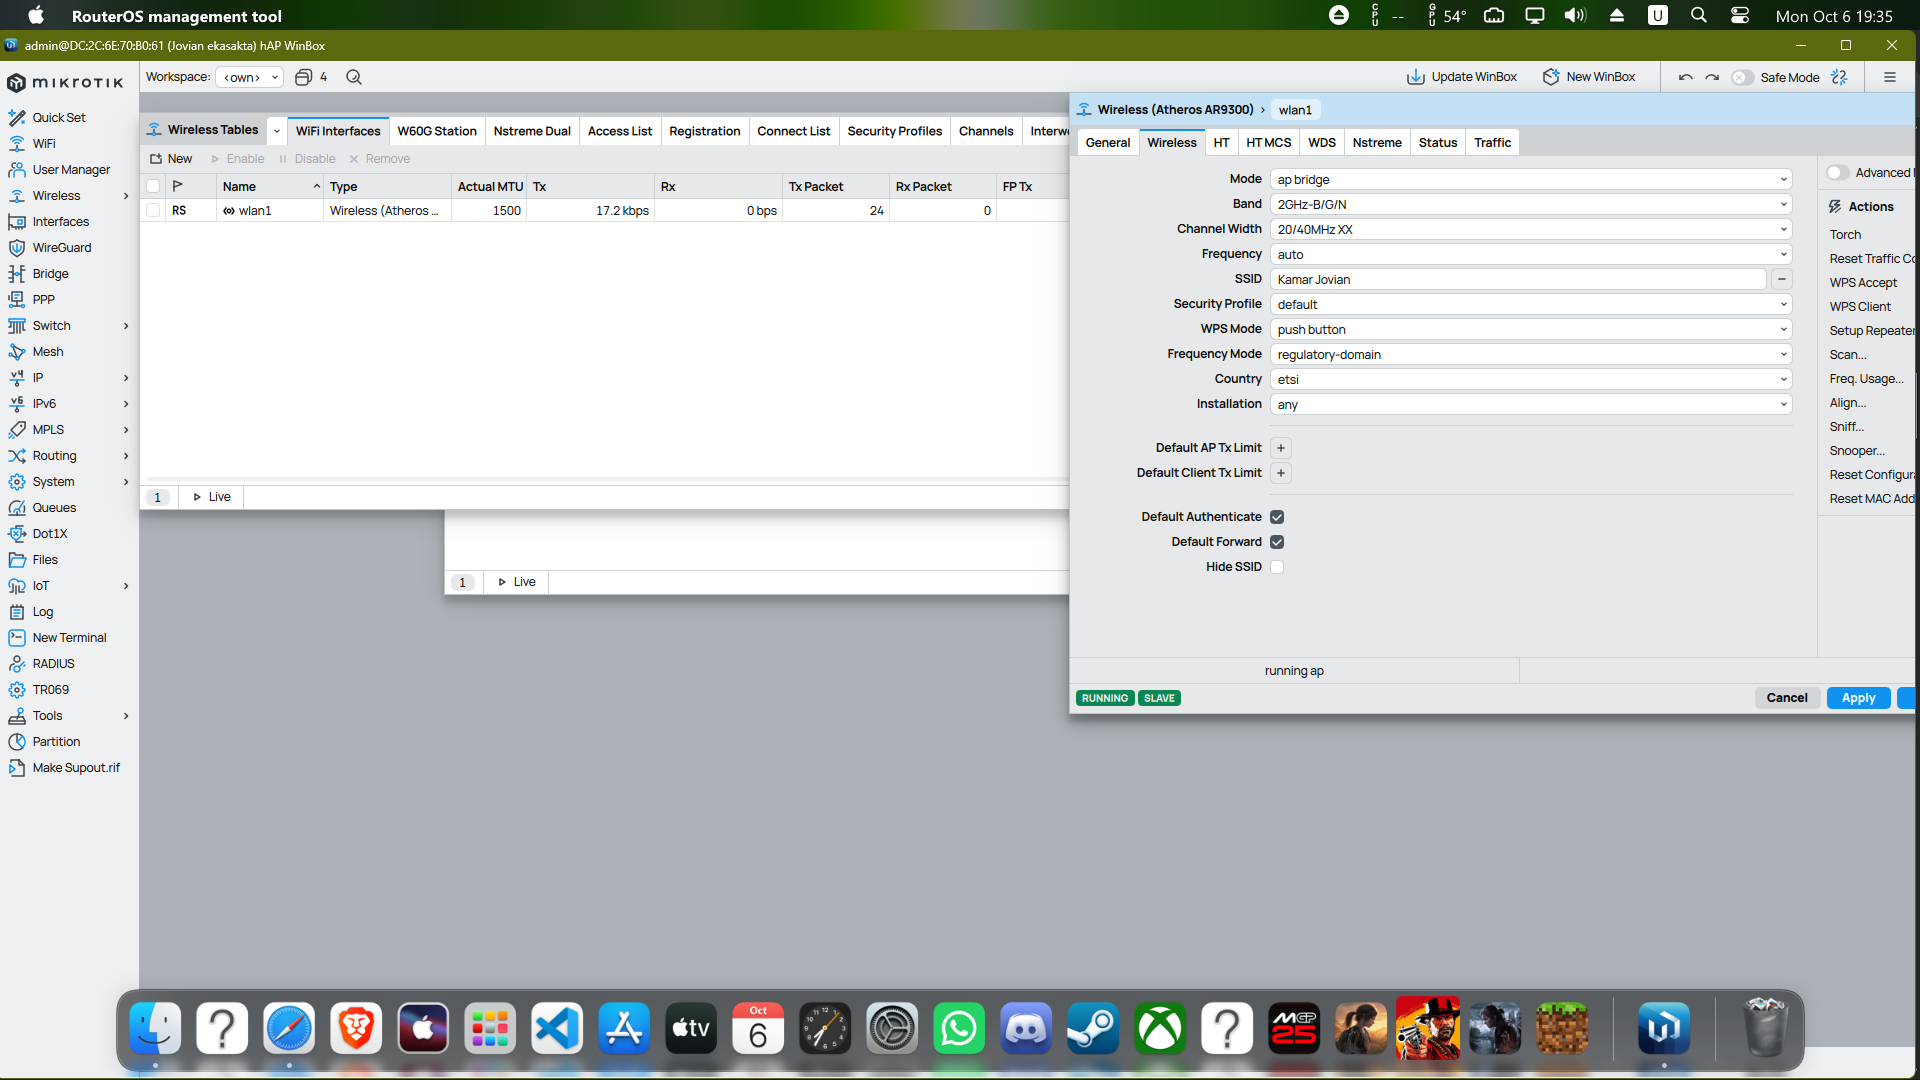 RouterOS management tool
CPU -- GPU 54° U Mon Oct 6 19:35
admin@DC:2C:6E:70:B0:61 (Jovian ekasakta) hAP WinBox
mikrotik
Workspace: <own> 4 Update WinBox New WinBox Safe Mode
Quick Set
WiFi
User Manager
Wireless
Interfaces
WireGuard
Bridge
PPP
Switch
Mesh
IP
IPv6
MPLS
Routing
System
Queues
Dot1X
Files
IoT
Log
New Terminal
RADIUS
TR069
Tools
Partition
Make Supout.rif
Wireless Tables WiFi Interfaces W60G Station Nstreme Dual Access List Registration Connect List Security Profiles Channels Interw
New Enable Disable Remove
Name Type Actual MTU Tx Rx Tx Packet Rx Packet FP Tx
RS wlan1 Wireless (Atheros ... 1500 17.2 kbps 0 bps 24 0
1 Live
1 Live
Wireless (Atheros AR9300) › wlan1
General Wireless HT HT MCS WDS Nstreme Status Traffic
Mode ap bridge
Band 2GHz-B/G/N
Channel Width 20/40MHz XX
Frequency auto
SSID Kamar Jovian
Security Profile default
WPS Mode push button
Frequency Mode regulatory-domain
Country etsi
Installation any
Default AP Tx Limit
Default Client Tx Limit
Default Authenticate
Default Forward
Hide SSID
Advanced
Actions
Torch
Reset Traffic Co
WPS Accept
WPS Client
Setup Repeater
Scan...
Freq. Usage...
Align...
Sniff...
Snooper...
Reset Configura
Reset MAC Add
running ap
RUNNING SLAVE Cancel Apply
tv
Oct
6
MGP
25